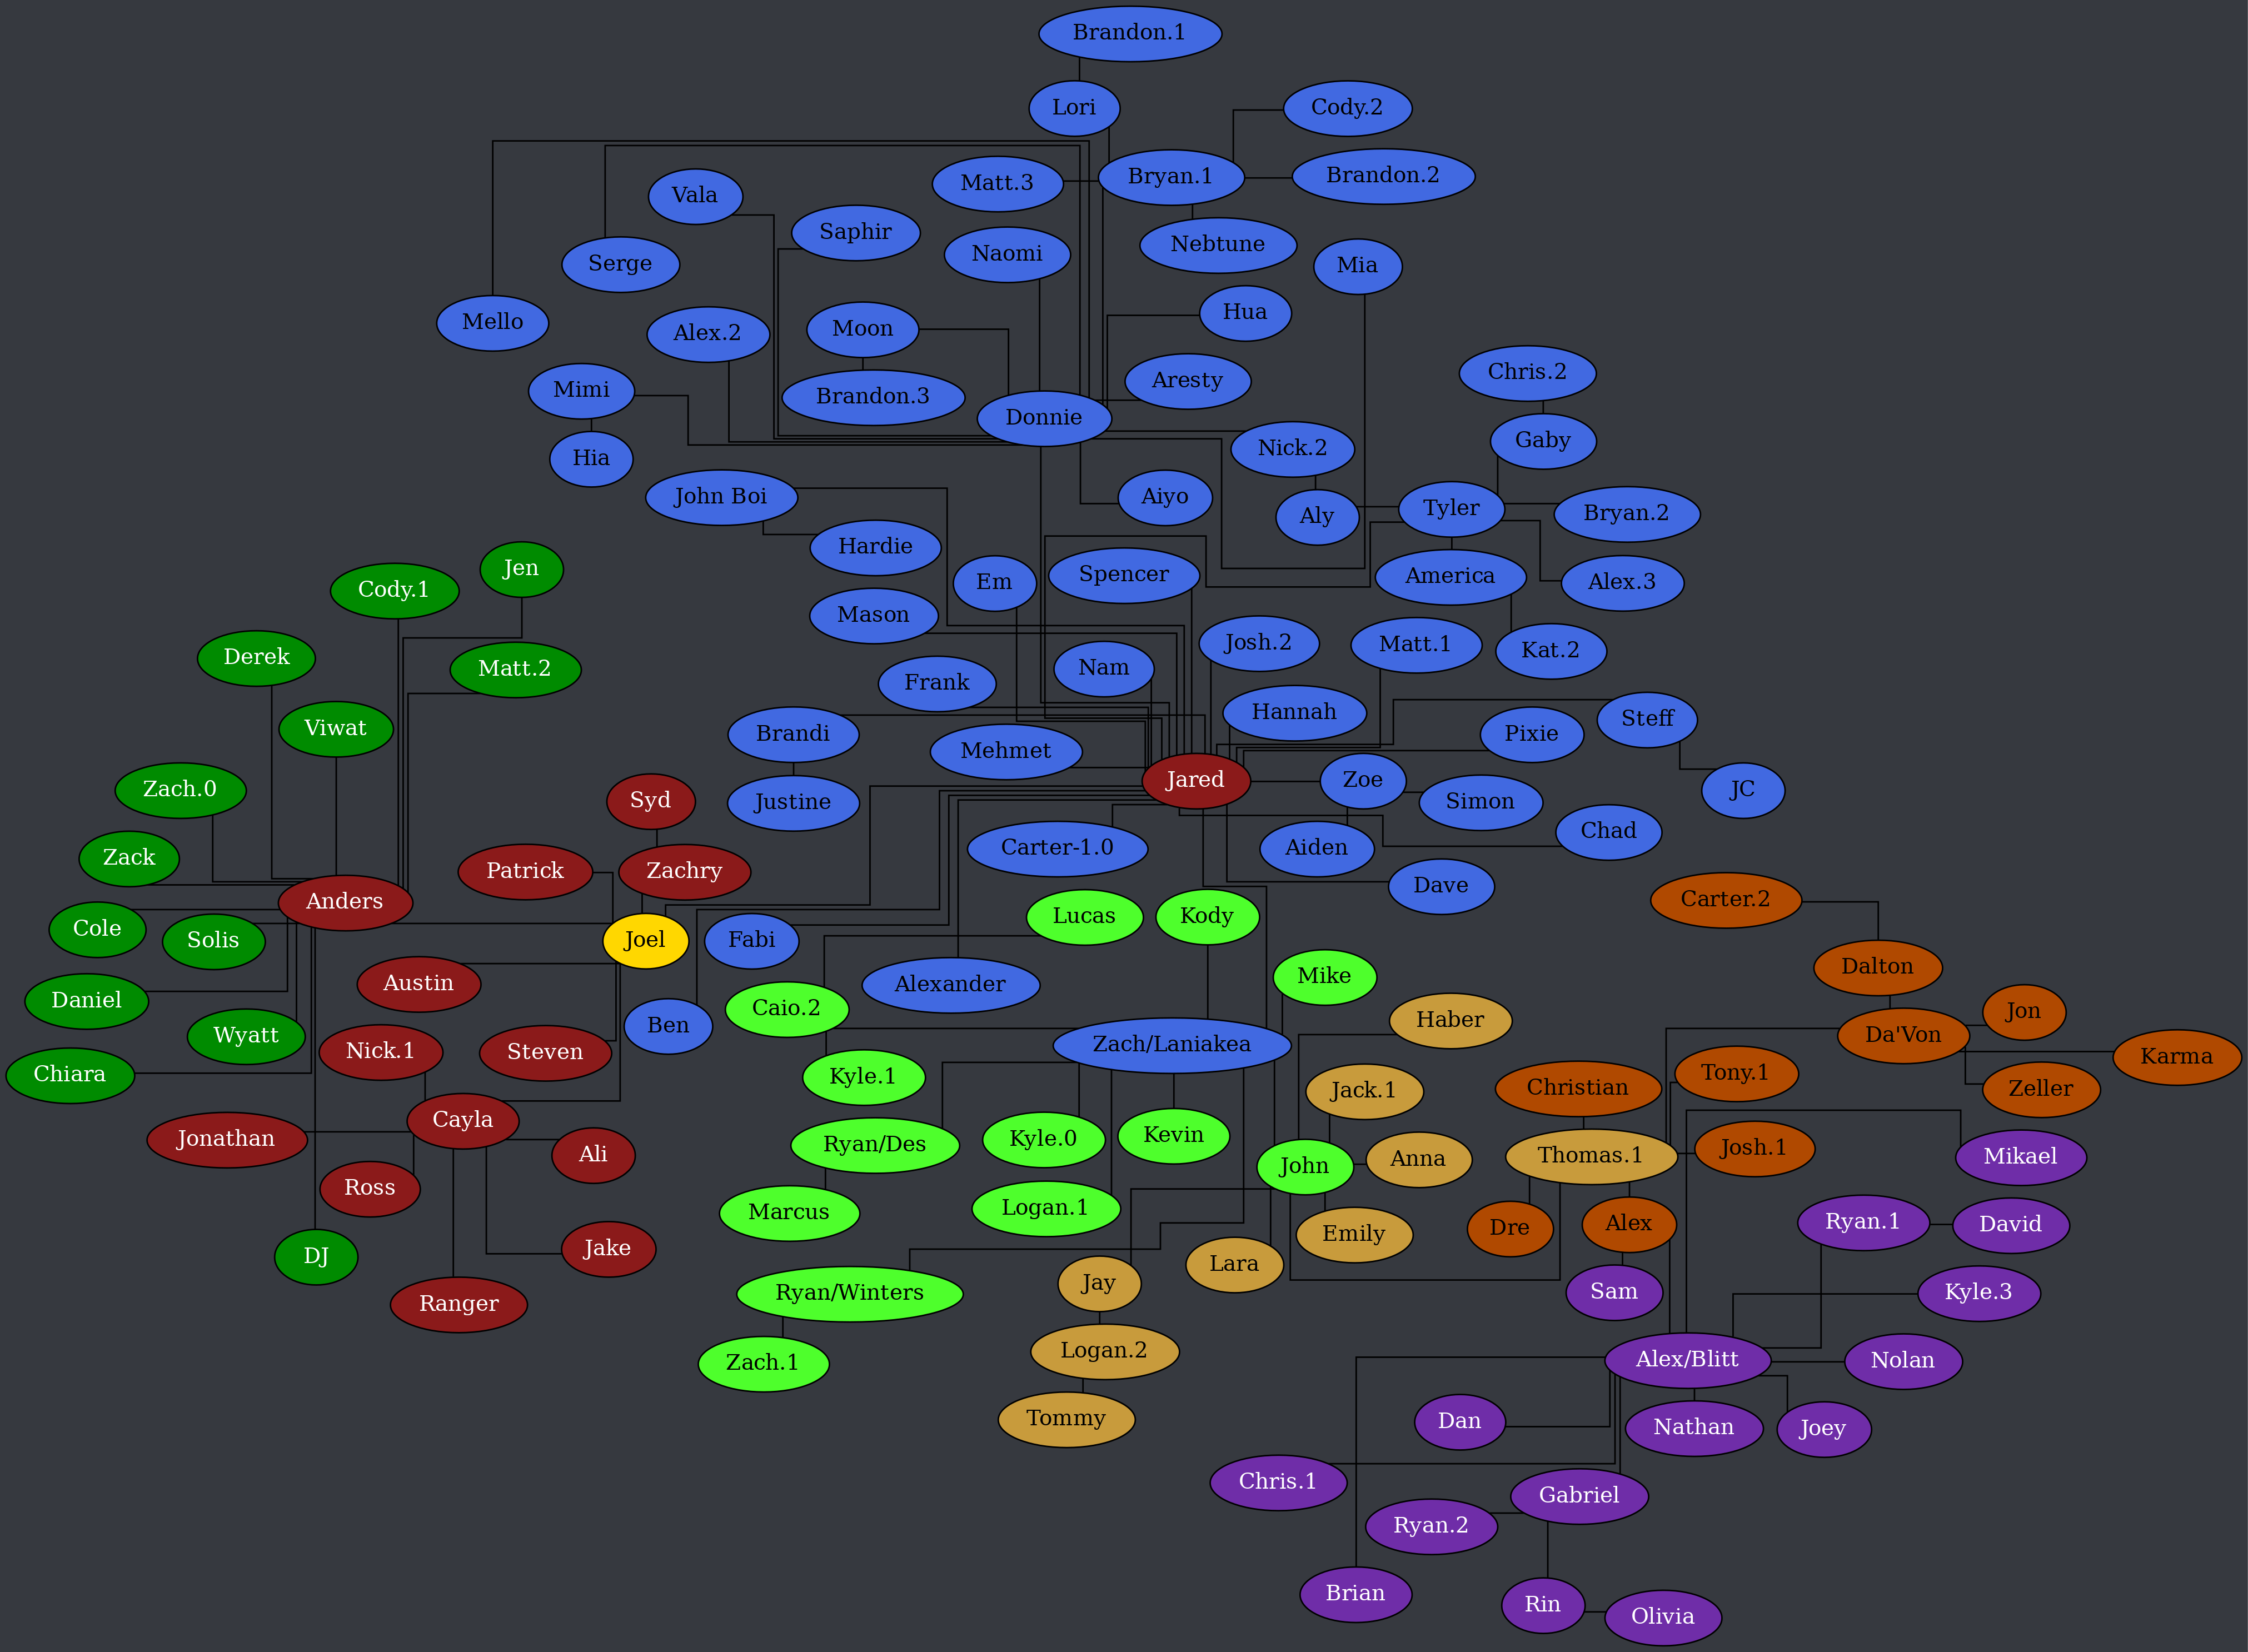 Brandon.1
Lori
Cody.2
Bryan.1
Brandon.2
Matt.3
Vala
Saphir
Nebtune
Naomi
Serge
Mia
Hua
Mello
Moon
Alex.2
Chris.2
Aresty
Mimi
Brandon.3
Donnie
Gaby
Nick.2
Hia
John Boi
Aiyo
Tyler
Bryan.2
Aly
Hardie
Jen
Spencer
America
Em
Alex.3
Cody.1
Mason
Josh.2
Matt.1
Kat.2
Derek
Matt.2
Nam
Frank
Hannah
Steff
Viwat
Brandi
Pixie
Mehmet
Jared
Zoe
Zach.0
JC
Syd
Justine
Simon
Chad
Carter-1.0
Aiden
Zack
Patrick
Zachry
Dave
Anders
Carter.2
Lucas
Kody
Cole
Solis
Joel
Fabi
Dalton
Mike
Austin
Alexander
Daniel
Caio.2
Jon
Haber
Ben
Wyatt
Da'Von
Zach/Laniakea
Nick.1
Steven
Karma
Chiara
Kyle.1
Tony.1
Christian
Zeller
Jack.1
Cayla
Kevin
Jonathan
Kyle.0
Ryan/Des
Josh.1
Ali
Thomas.1
Mikael
Anna
John
Ross
Logan.1
Marcus
Ryan.1
Alex
David
Dre
Emily
Jake
DJ
Lara
Jay
Sam
Kyle.3
Ryan/Winters
Ranger
Logan.2
Alex/Blitt
Nolan
Zach.1
Tommy
Dan
Nathan
Joey
Chris.1
Gabriel
Ryan.2
Brian
Rin
Olivia